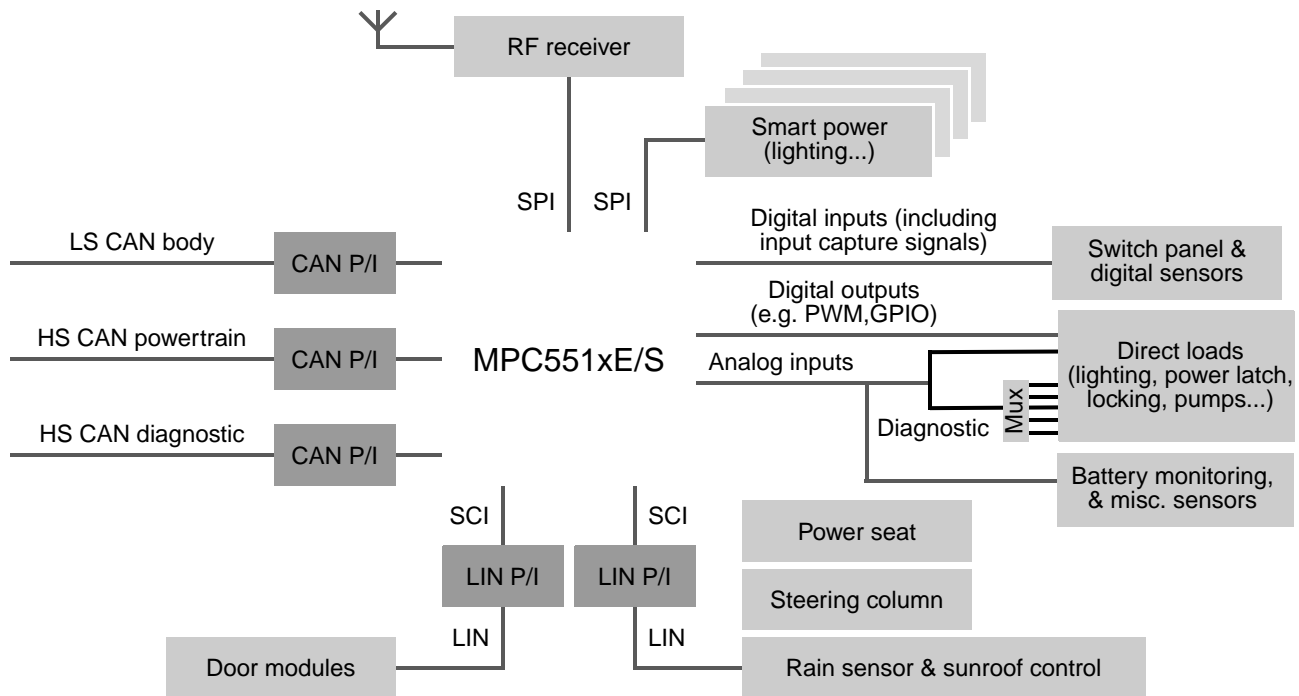 RF receiver
Smart power
(lighting...)
SPI
SPI
Digital inputs (including
input capture signals)
LS CAN body
CAN P/I
Switch panel &
digital sensors
Digital outputs
(e.g. PWM,GPIO)
HS CAN powertrain
CAN P/I
MPC551xE/S
Analog inputs
Direct loads
(lighting, power latch,
locking, pumps...)
Mux
Diagnostic
HS CAN diagnostic
CAN P/I
Battery monitoring,
& misc. sensors
SCI
SCI
Power seat
LIN P/I
LIN P/I
Steering column
LIN
LIN
Door modules
Rain sensor & sunroof control